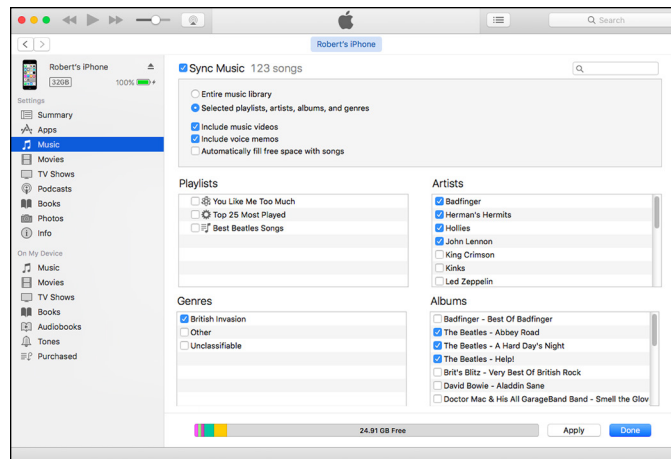 Search
Robert's iPhone
Robert's iPhone
32GB 100%
Settings
Summary
Apps
Music
Movies
TV Shows
Podcasts
Books
Photos
Info
On My Device
Music
Movies
TV Shows
Books
Audiobooks
Tones
Purchased
Sync Music 123 songs
Entire music library
Selected playlists, artists, albums, and genres
Include music videos
Include voice memos
Automatically fill free space with songs
Playlists
You Like Me Too Much
Top 25 Most Played
Best Beatles Songs
Artists
Badfinger
Herman's Hermits
Hollies
John Lennon
King Crimson
Kinks
Led Zeppelin
Genres
British Invasion
Other
Unclassifiable
Albums
Badfinger - Best Of Badfinger
The Beatles - Abbey Road
The Beatles - A Hard Day's Night
The Beatles - Help!
Brit's Blitz - Very Best Of British Rock
David Bowie - Aladdin Sane
Doctor Mac & His All GarageBand Band - Smell the Glov
24.91 GB Free
Apply
Done